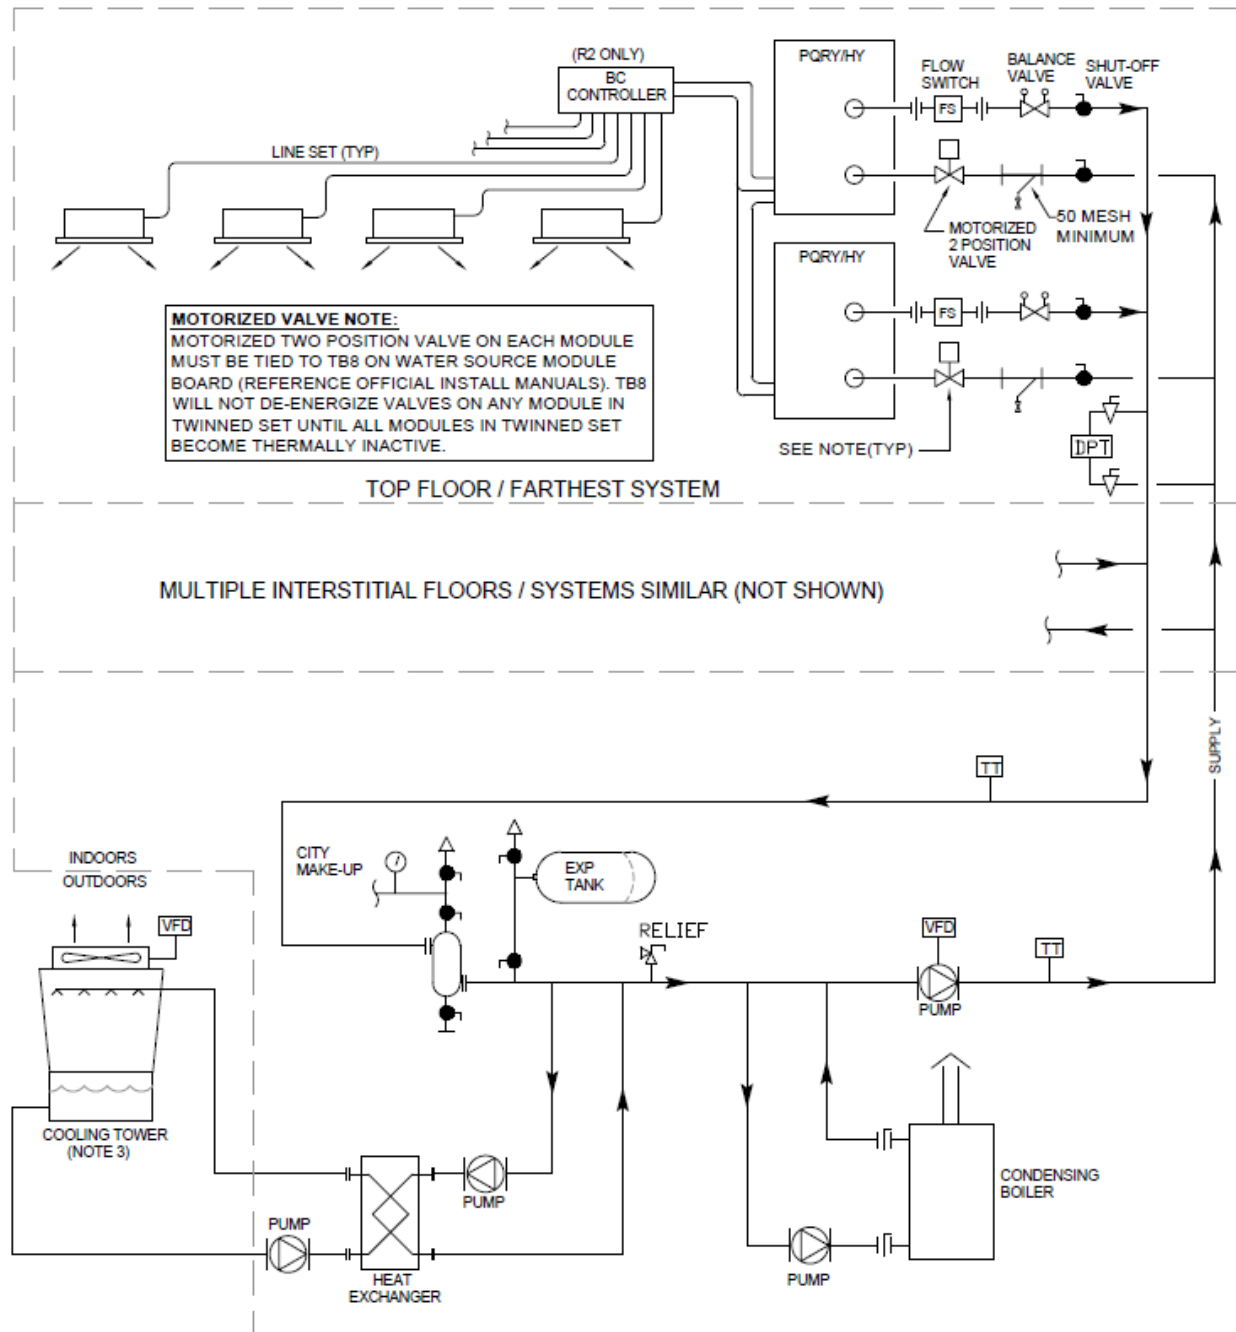 (R2 ONLY)
BC
CONTROLLER
LINE SET (TYP)
PQRY/HY
FLOW
SWITCH
BALANCE
VALVE
SHUT-OFF
VALVE
FS
MOTORIZED
2 POSITION
VALVE
50 MESH
MINIMUM
PQRY/HY
FS
MOTORIZED VALVE NOTE:
MOTORIZED TWO POSITION VALVE ON EACH MODULE
MUST BE TIED TO TB8 ON WATER SOURCE MODULE
BOARD (REFERENCE OFFICIAL INSTALL MANUALS). TB8
WILL NOT DE-ENERGIZE VALVES ON ANY MODULE IN
TWINNED SET UNTIL ALL MODULES IN TWINNED SET
BECOME THERMALLY INACTIVE.
SEE NOTE(TYP)
DPT
TOP FLOOR / FARTHEST SYSTEM
MULTIPLE INTERSTITIAL FLOORS / SYSTEMS SIMILAR (NOT SHOWN)
SUPPLY
TT
CITY
MAKE-UP
EXP
TANK
INDOORS
OUTDOORS
VFD
RELIEF
VFD
TT
PUMP
COOLING TOWER
(NOTE 3)
PUMP
PUMP
HEAT
EXCHANGER
CONDENSING
BOILER
PUMP